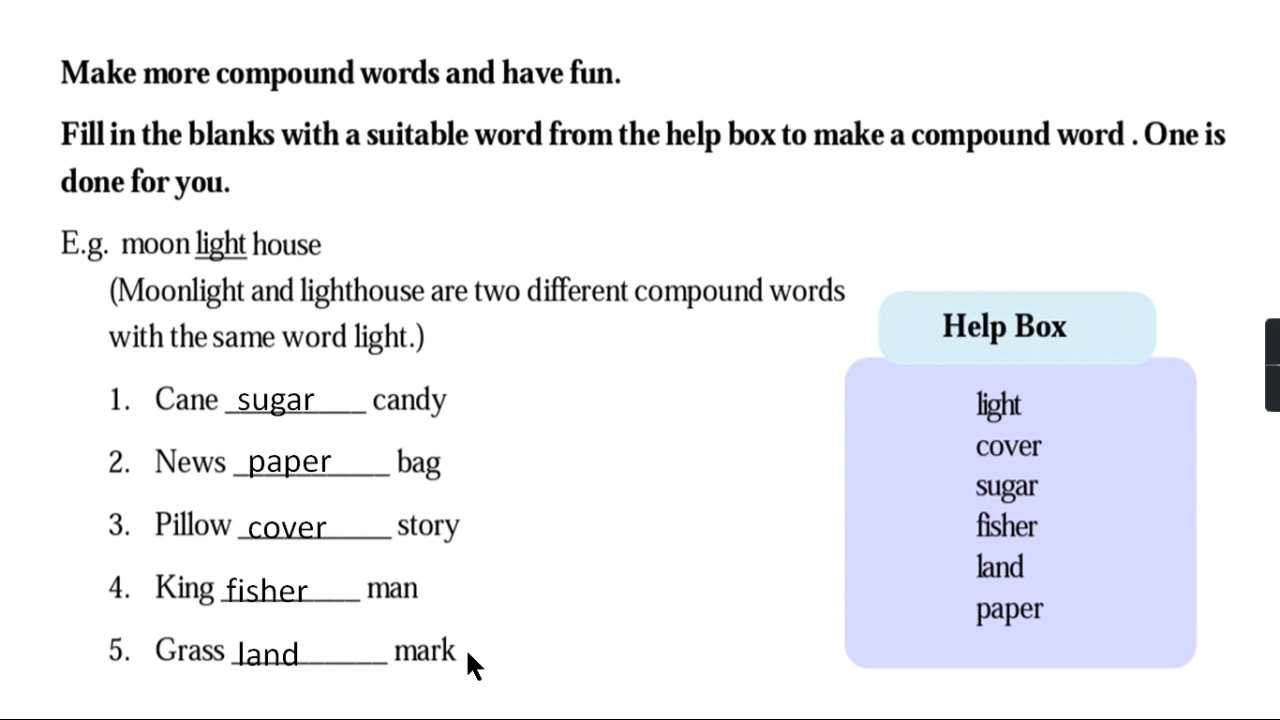 Make more compound words and have fun.
Fill in the blanks with a suitable word from the help box to make a compound word . One is
done for you.
E.g. moon light house
(Moonlight and lighthouse are two different compound words
with the same word light.)
Help Box
1. Cane sugar candy
2. News paper bag
3. Pillow cover story
4. King fisher man
5. Grass land mark
light
cover
sugar
fisher
land
paper